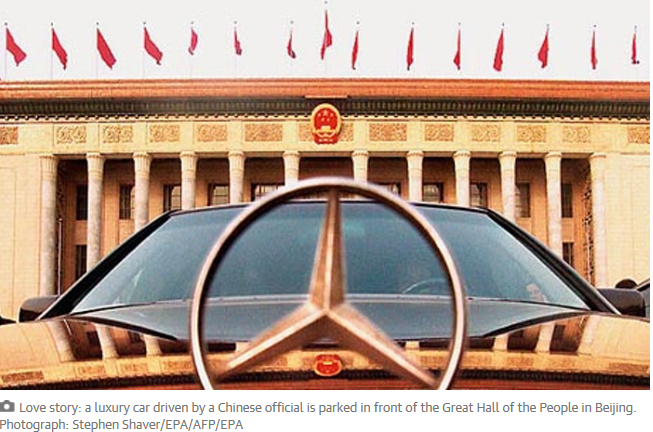 Love story: a luxury car driven by a Chinese official is parked in front of the Great Hall of the People in Beijing.
Photograph: Stephen Shaver/EPA/AFP/EPA